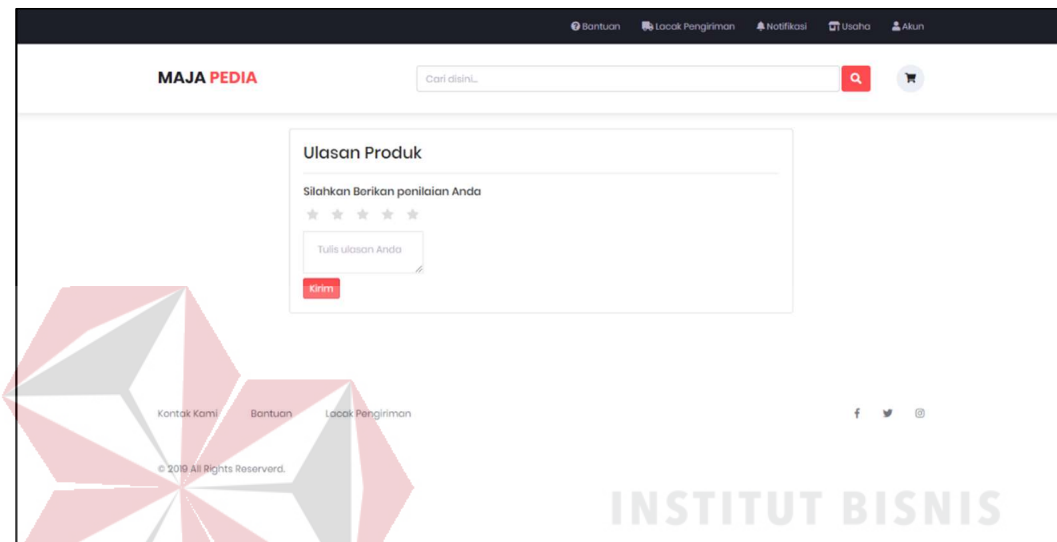 Bantuan Lacak Pengiriman Notifikasi Usaha Akun
MAJA PEDIA Cari disini...
Ulasan Produk
Silahkan Berikan penilaian Anda
Tulis ulasan Anda
Kirim
Kontak Kami Bantuan Lacak Pengiriman
© 2019 All Rights Reserverd.
INSTITUT BISNIS